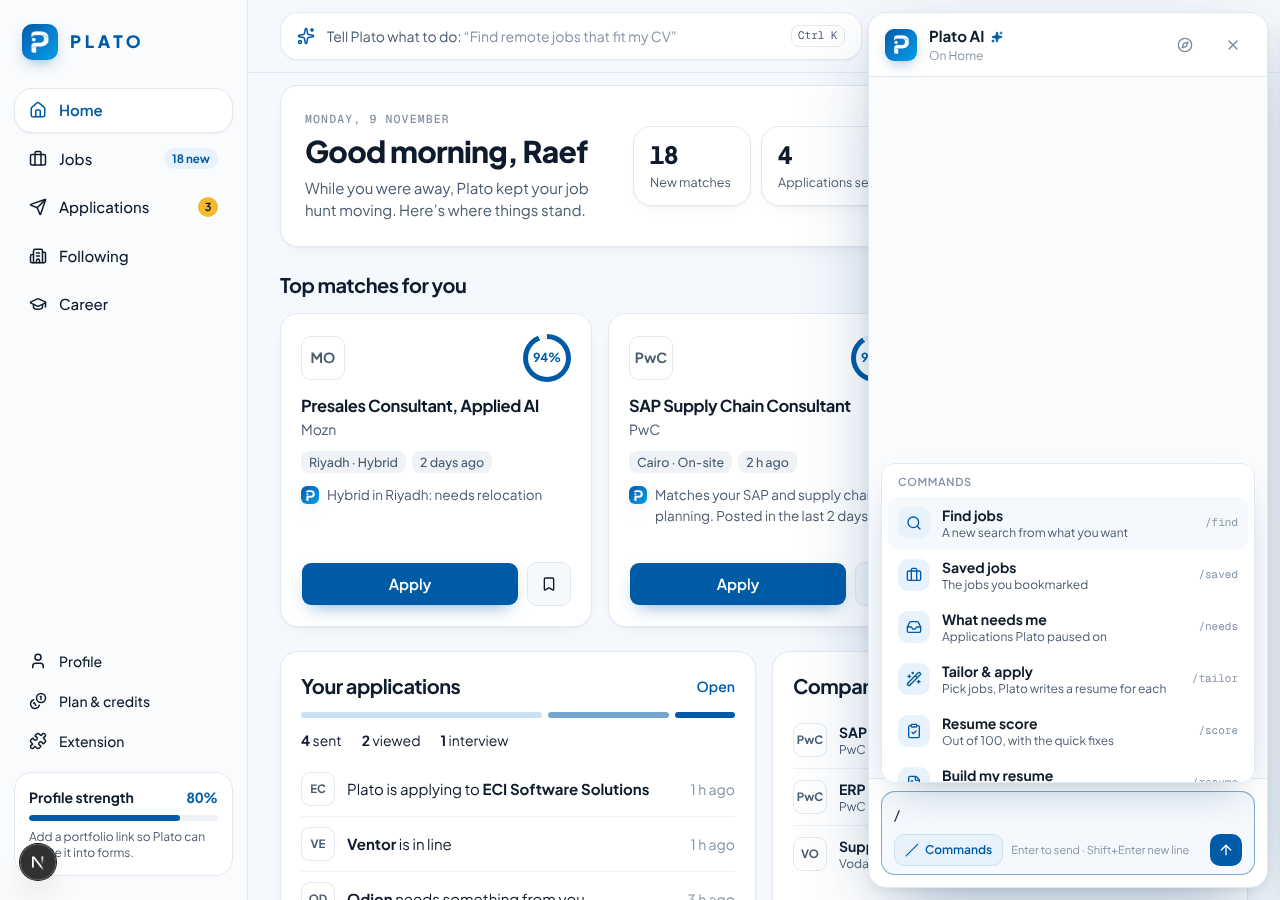 PLATO
Home
Jobs
18 new
Applications
3
Following
Career
Profile
Plan & credits
Extension
Profile strength
80%
Add a portfolio link so Plato can
it into forms.
N
Tell Plato what to do: “Find remote jobs that fit my CV”
Ctrl K
MONDAY, 9 NOVEMBER
Good morning, Raef
While you were away, Plato kept your job
hunt moving. Here’s where things stand.
18
New matches
4
Applications se
Top matches for you
MO
94%
Presales Consultant, Applied AI
Mozn
Riyadh · Hybrid
2 days ago
Hybrid in Riyadh: needs relocation
Apply
PwC
9
SAP Supply Chain Consultant
PwC
Cairo · On-site
2 h ago
Matches your SAP and supply chai
planning. Posted in the last 2 days
Apply
Your applications
Open
4 sent
2 viewed
1 interview
EC
Plato is applying to ECI Software Solutions
1 h ago
VE
Ventor is in line
1 h ago
OD
Odion needs something from you
3 h ago
Compar
PwC
SAP
PwC
PwC
ERP
PwC
VO
Supp
Voda
Plato AI
On Home
COMMANDS
Find jobs
/find
A new search from what you want
Saved jobs
/saved
The jobs you bookmarked
What needs me
/needs
Applications Plato paused on
Tailor & apply
/tailor
Pick jobs, Plato writes a resume for each
Resume score
/score
Out of 100, with the quick fixes
Build my resume
/resume
/
Commands
Enter to send · Shift+Enter new line